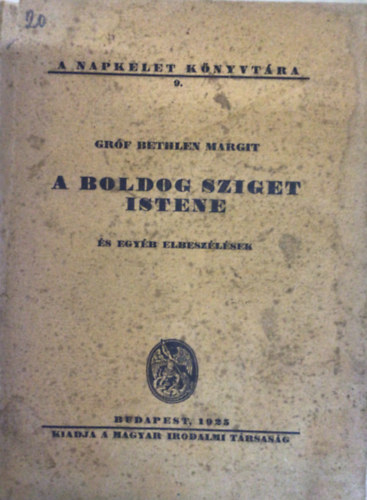 20
A NAPKELET KÖNYVTÁRA
9.
GRÓF BETHLEN MARGIT
A BOLDOG SZIGET
ISTENE
ÉS EGYÉB ELBESZÉLÉSEK
BUDAPEST, 1925
KIADJA A MAGYAR IRODALMI TÁRSASÁG